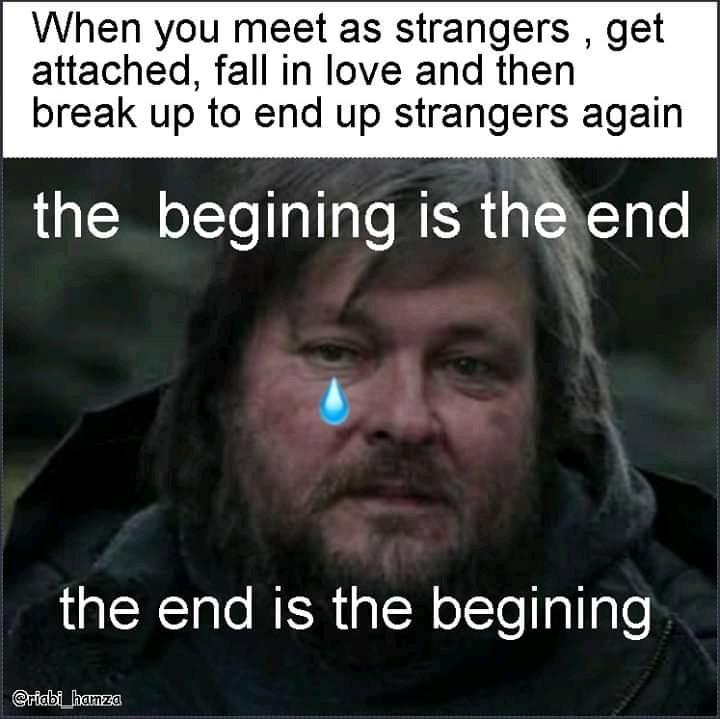 When you meet as strangers , get
attached, fall in love and then
break up to end up strangers again
the begining is the end
the end is the begining
@riabi_hamza